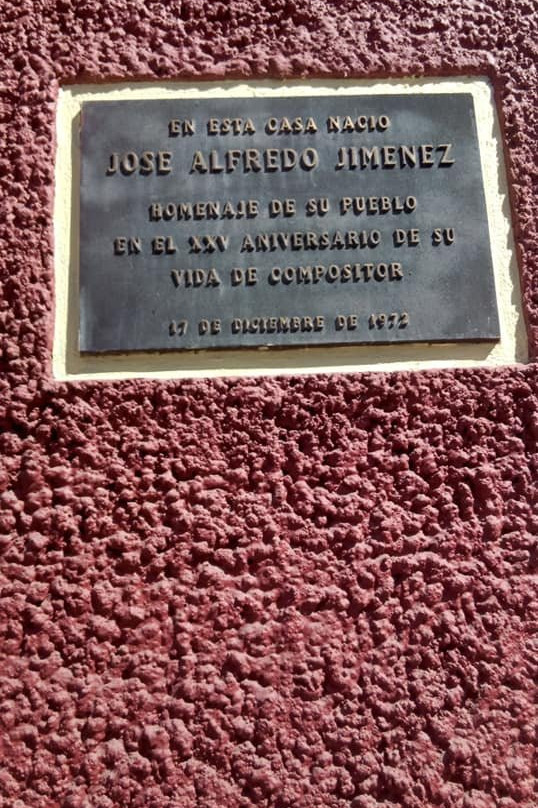 EN ESTA CASA NACIO
JOSE ALFREDO JIMENEZ
HOMENAJE DE SU PUEBLO
EN EL XXV ANIVERSARIO DE SU
VIDA DE COMPOSITOR
17 DE DICIEMBRE DE 1972